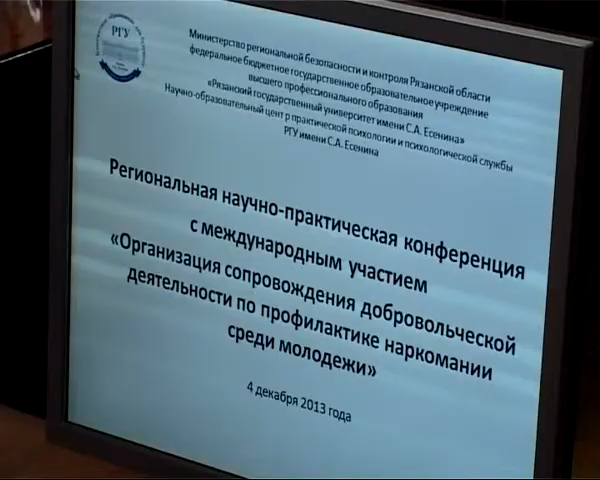 РГУ
Министерство региональной безопасности и контроля Рязанской области
федеральное бюджетное государственное образовательное учреждение
высшего профессионального образования
«Рязанский государственный университет имени С.А. Есенина»
Научно-образовательный центр практической психологии и психологической службы
РГУ имени С.А. Есенина
Региональная научно-практическая конференция
с международным участием
«Организация сопровождения добровольческой
деятельности по профилактике наркомании
среди молодежи»
4 декабря 2013 года